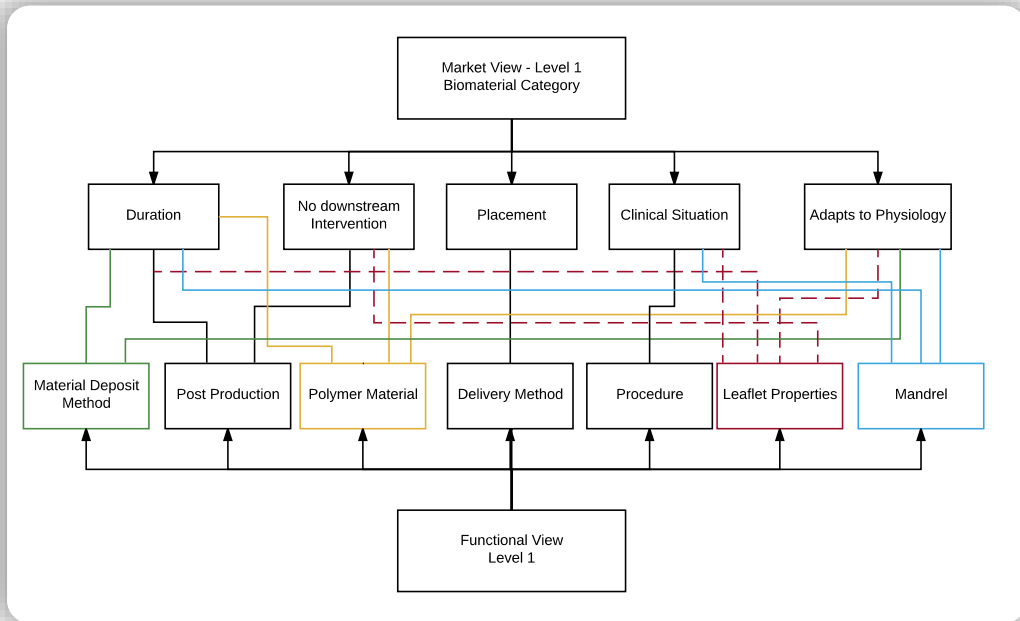 Market View - Level 1
Biomaterial Category
Duration
No downstream
Intervention
Placement
Clinical Situation
Adapts to Physiology
Material Deposit
Method
Post Production
Polymer Material
Delivery Method
Procedure
Leaflet Properties
Mandrel
Functional View
Level 1